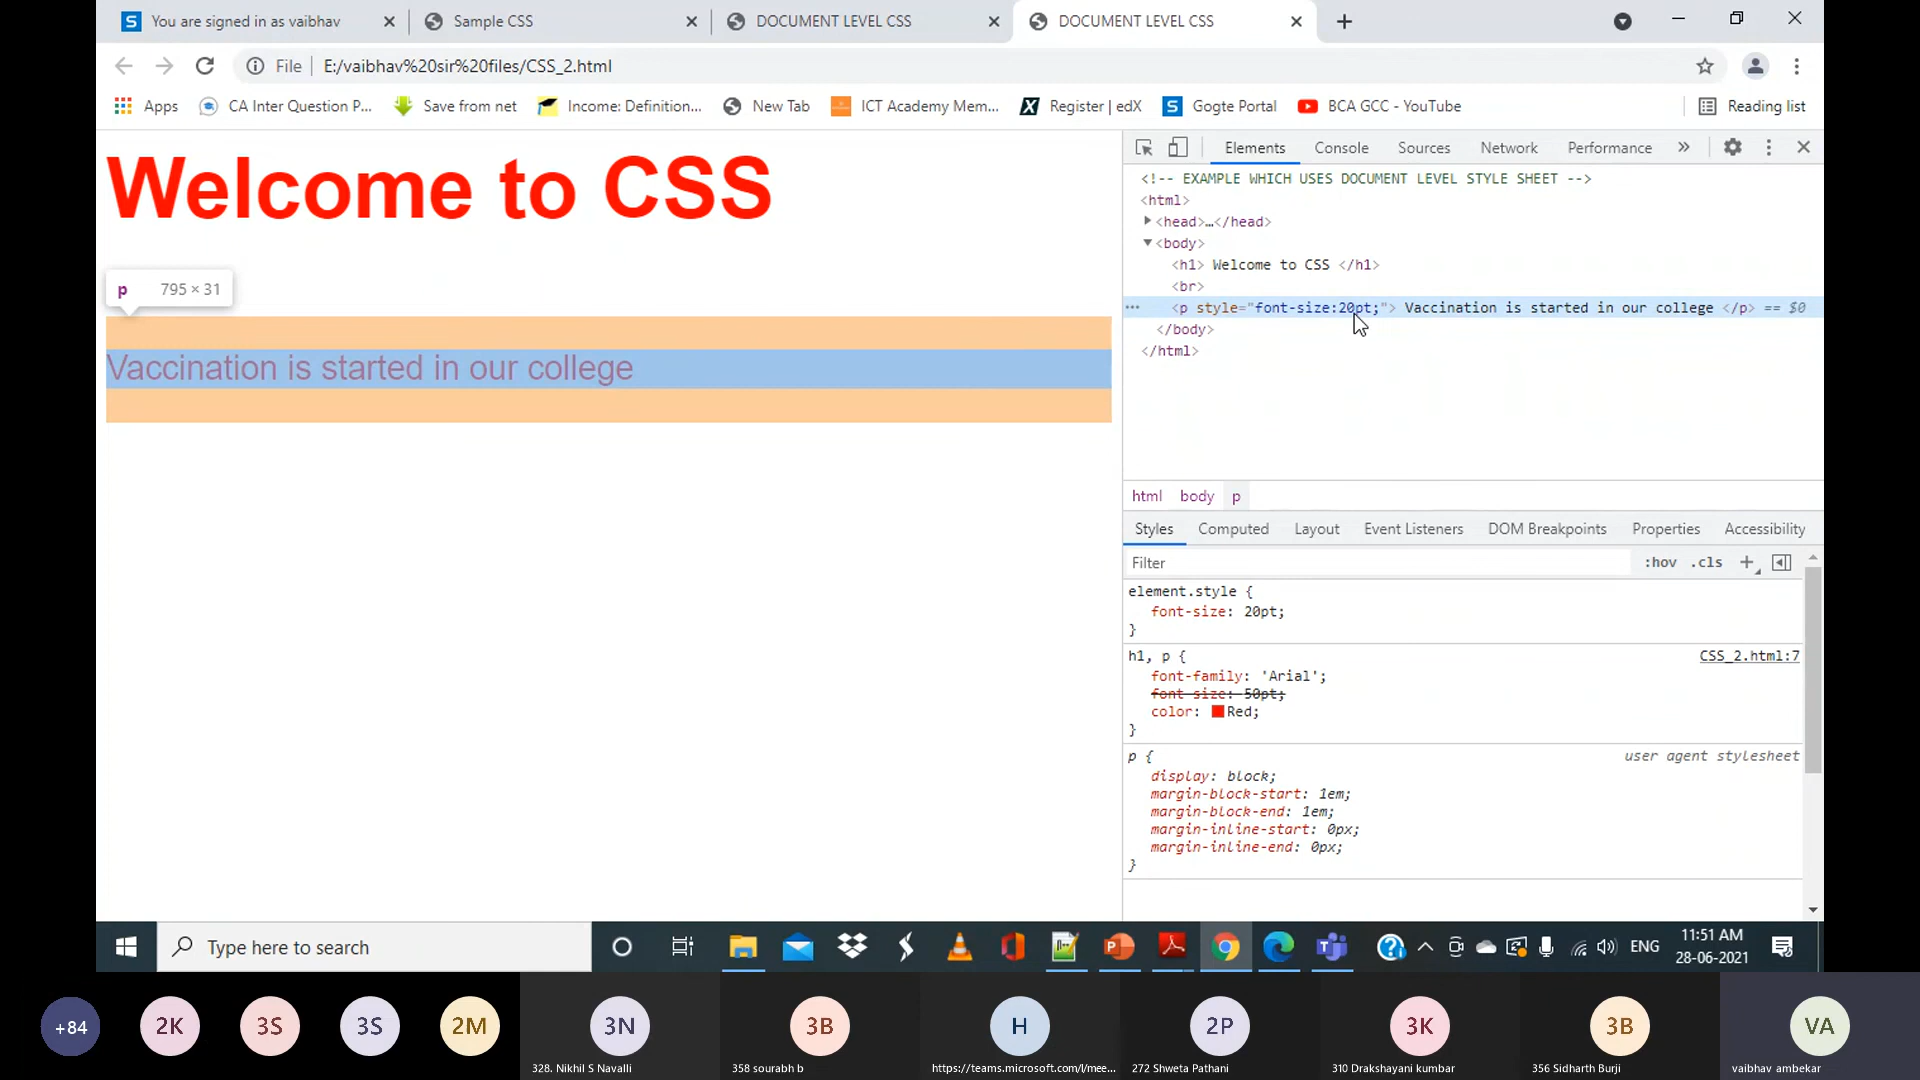 You are signed in as vaibhav
Sample CSS
DOCUMENT LEVEL CSS
DOCUMENT LEVEL CSS
File
E:/vaibhav%20sir%20files/CSS_2.html
Apps
CA Inter Question P...
Save from net
Income: Definition...
New Tab
ICT Academy Mem...
Register | edX
Gogte Portal
BCA GCC - YouTube
Reading list
Welcome to CSS
p 795 × 31
Vaccination is started in our college
Elements
Console
Sources
Network
Performance
<!-- EXAMPLE WHICH USES DOCUMENT LEVEL STYLE SHEET -->
<html>
<head>…</head>
<body>
<h1> Welcome to CSS </h1>
<br>
<p style="font-size:20pt;"> Vaccination is started in our college </p> == $0
</body>
</html>
html body p
Styles
Computed
Layout
Event Listeners
DOM Breakpoints
Properties
Accessibility
Filter
:hov .cls
element.style {
font-size: 20pt;
}
h1, p {
CSS_2.html:7
font-family: 'Arial';
font-size: 50pt;
color: Red;
}
p {
user agent stylesheet
display: block;
margin-block-start: 1em;
margin-block-end: 1em;
margin-inline-start: 0px;
margin-inline-end: 0px;
}
Type here to search
ENG
11:51 AM
28-06-2021
+84
2K
3S
3S
2M
3N
3B
H
2P
3K
3B
VA
328. Nikhil S Navalli
358 sourabh b
https://teams.microsoft.com/l/mee...
272 Shweta Pathani
310 Drakshayani kumbar
356 Sidharth Burji
vaibhav ambekar